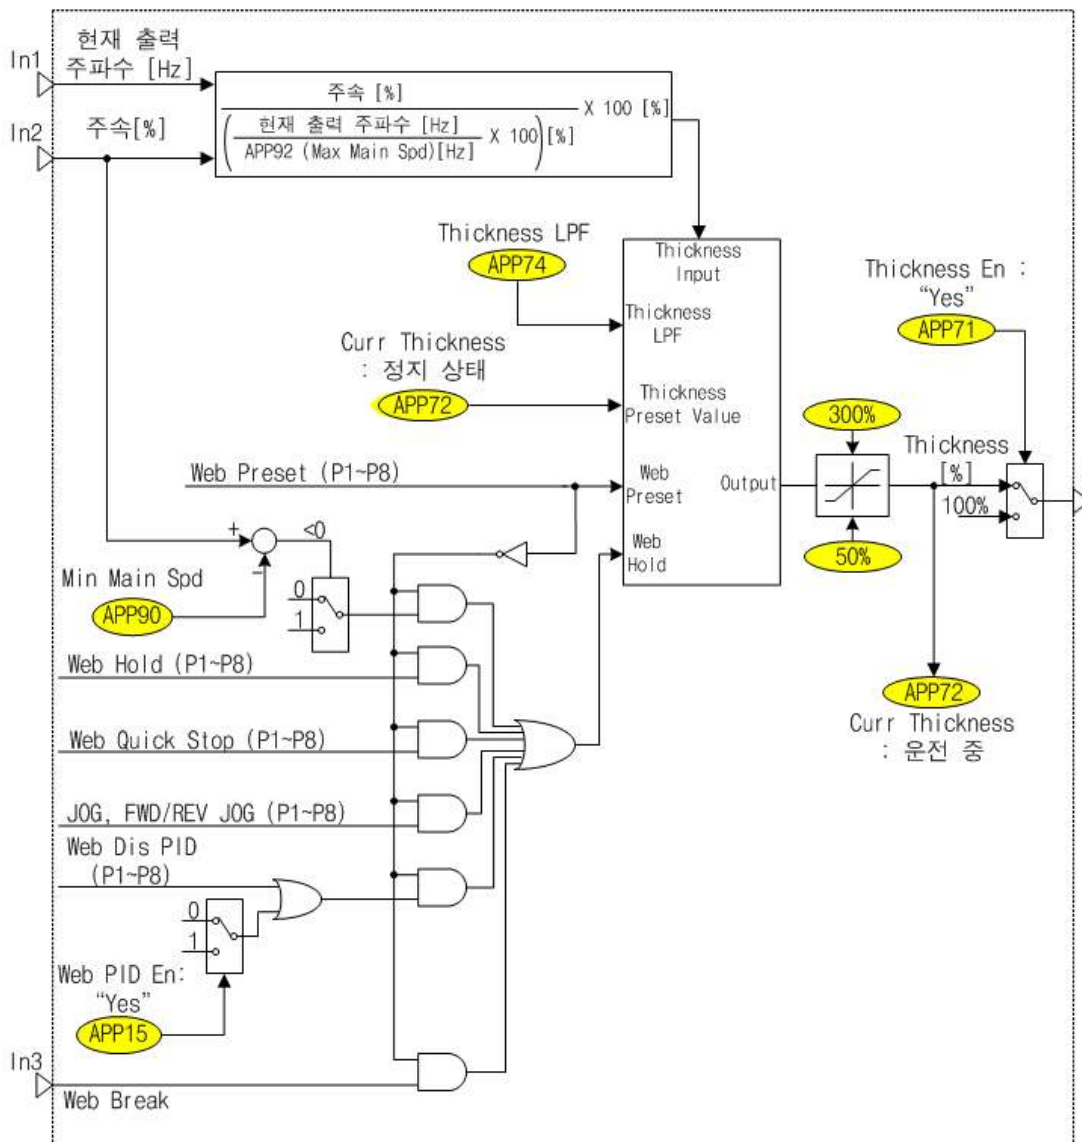 In1
현재 출력
주파수 [Hz]
In2
주속[%]
주속 [%]
현재 출력 주파수 [Hz]
APP92 (Max Main Spd)[Hz]
X 100
[%]
X 100 [%]
Thickness LPF
APP74
Curr Thickness
: 정지 상태
APP72
Thickness
Input
Thickness
LPF
Thickness
Preset Value
Web
Preset
Output
Web
Hold
Thickness En :
“Yes”
APP71
300%
50%
Thickness
[%]
100%
APP72
Curr Thickness
: 운전 중
Web Preset (P1~P8)
+
-
<0
Min Main Spd
APP90
0
1
Web Hold (P1~P8)
Web Quick Stop (P1~P8)
JOG, FWD/REV JOG (P1~P8)
Web Dis PID
(P1~P8)
0
1
Web PID En:
“Yes”
APP15
In3
Web Break